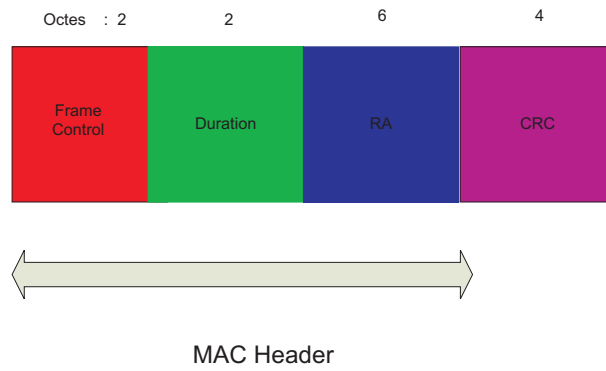 Octes : 2 2 6 4
Frame
Control
Duration
RA
CRC
MAC Header